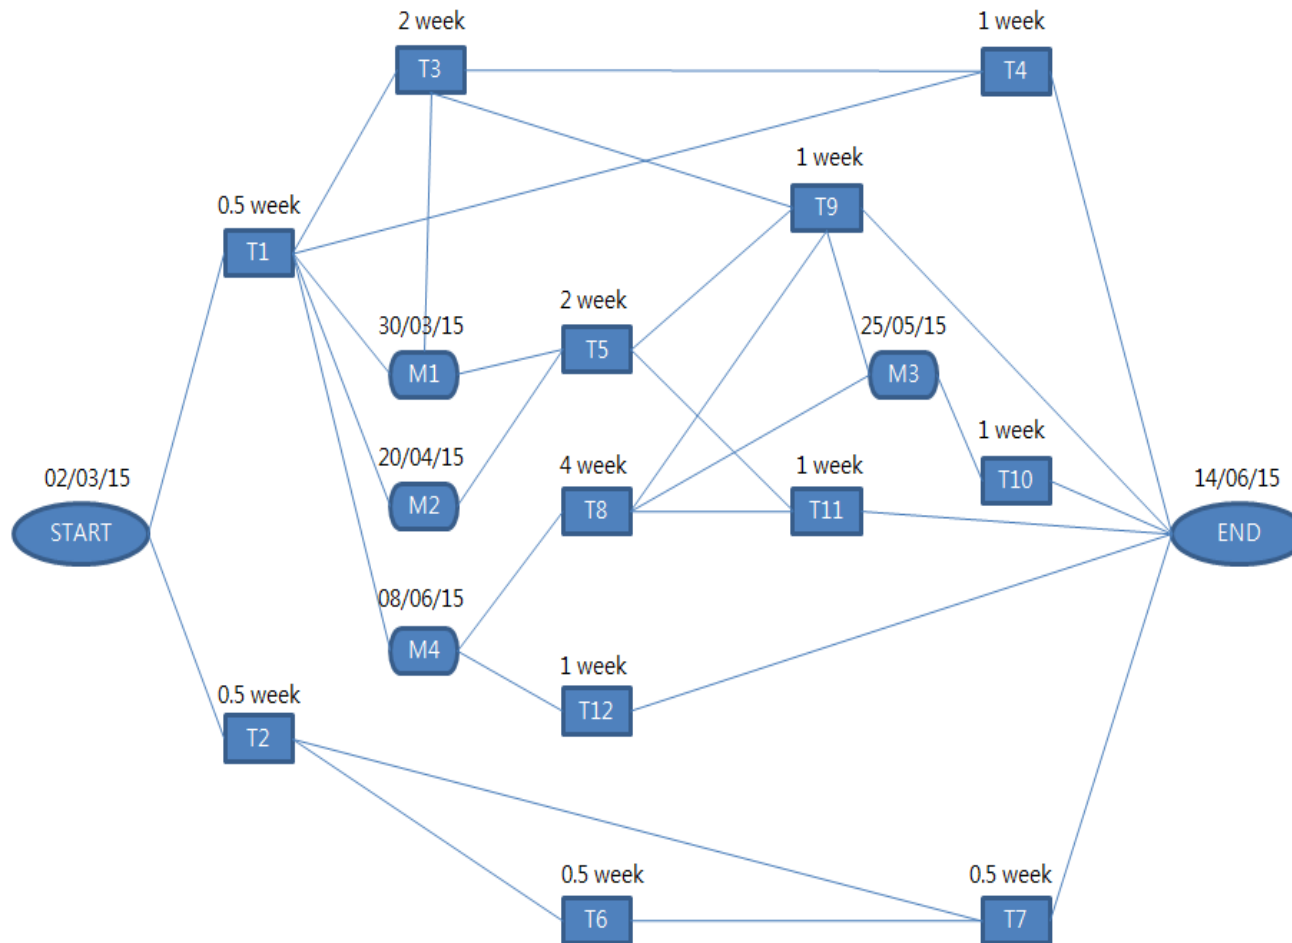 2 week
T3
1 week
T4
1 week
T9
0.5 week
T1
30/03/15
M1
2 week
T5
25/05/15
M3
20/04/15
M2
4 week
T8
1 week
T11
1 week
T10
02/03/15
START
14/06/15
END
08/06/15
M4
1 week
T12
0.5 week
T2
0.5 week
T6
0.5 week
T7